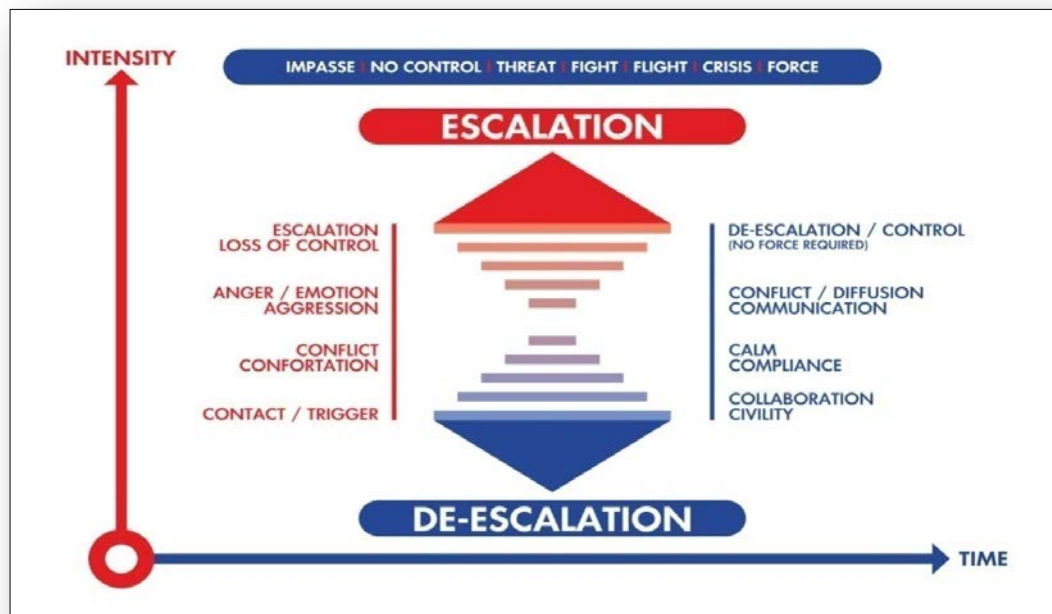 INTENSITY
IMPASSE | NO CONTROL | THREAT | FIGHT | FLIGHT | CRISIS | FORCE
ESCALATION
ESCALATION
LOSS OF CONTROL
ANGER / EMOTION
AGGRESSION
CONFLICT
CONFORTATION
CONTACT / TRIGGER
DE-ESCALATION / CONTROL
(NO FORCE REQUIRED)
CONFLICT / DIFFUSION
COMMUNICATION
CALM
COMPLIANCE
COLLABORATION
CIVILITY
DE-ESCALATION
TIME